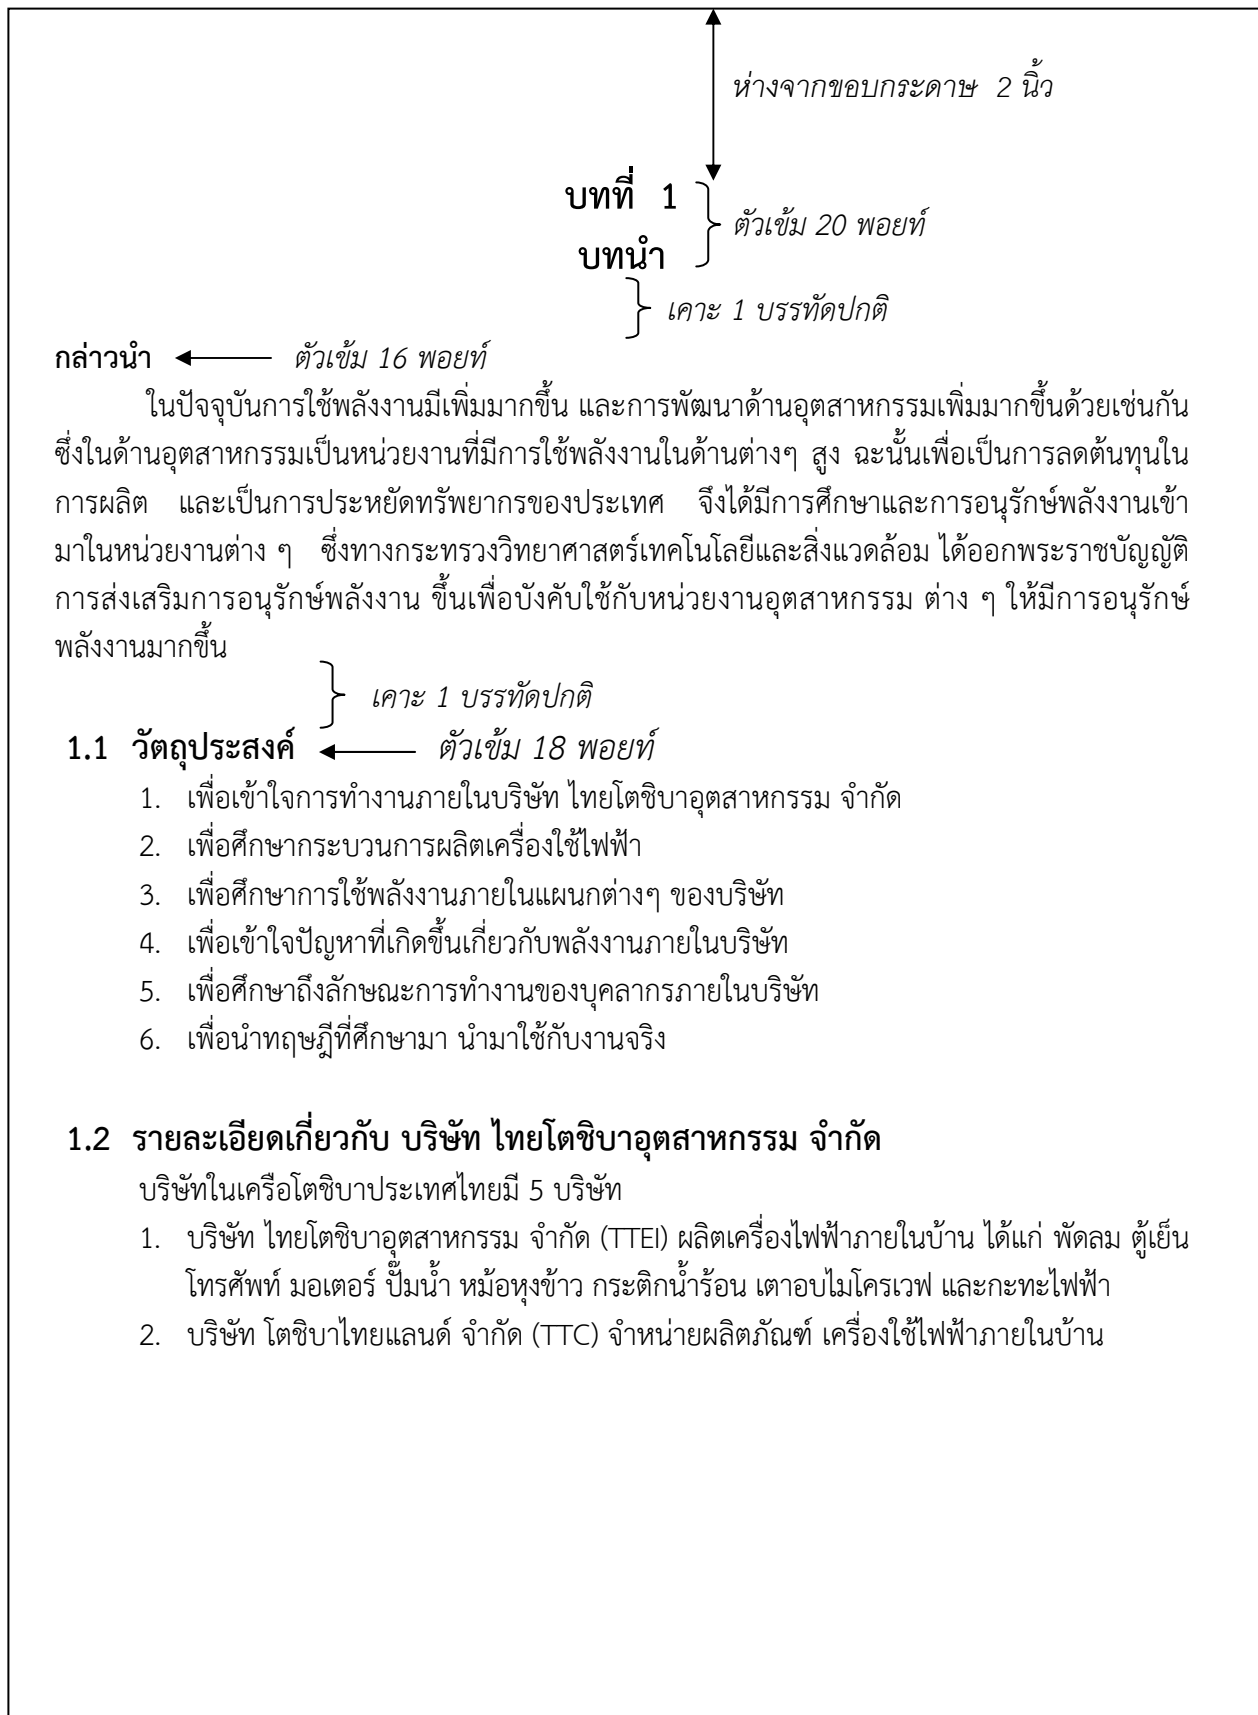 ห่างจากขอบกระดาษ 2 นิ้ว
บทที่ 1
ตัวเข้ม 20 พอยท์
บทนำ
เคาะ 1 บรรทัดปกติ
กล่าวนำ ตัวเข้ม 16 พอยท์
ในปัจจุบันการใช้พลังงานมีเพิ่มมากขึ้น และการพัฒนาด้านอุตสาหกรรมเพิ่มมากขึ้นด้วยเช่นกัน
ซึ่งในด้านอุตสาหกรรมเป็นหน่วยงานที่มีการใช้พลังงานในด้านต่างๆ สูง ฉะนั้นเพื่อเป็นการลดต้นทุนใน
การผลิต และเป็นการประหยัดทรัพยากรของประเทศ จึงได้มีการศึกษาและการอนุรักษ์พลังงานเข้า
มาในหน่วยงานต่าง ๆ ซึ่งทางกระทรวงวิทยาศาสตร์เทคโนโลยีและสิ่งแวดล้อม ได้ออกพระราชบัญญัติ
การส่งเสริมการอนุรักษ์พลังงาน ขึ้นเพื่อบังคับใช้กับหน่วยงานอุตสาหกรรม ต่าง ๆ ให้มีการอนุรักษ์
พลังงานมากขึ้น
เคาะ 1 บรรทัดปกติ
1.1 วัตถุประสงค์ ตัวเข้ม 18 พอยท์
1. เพื่อเข้าใจการทำงานภายในบริษัท ไทยโตชิบาอุตสาหกรรม จำกัด
2. เพื่อศึกษากระบวนการผลิตเครื่องใช้ไฟฟ้า
3. เพื่อศึกษาการใช้พลังงานภายในแผนกต่างๆ ของบริษัท
4. เพื่อเข้าใจปัญหาที่เกิดขึ้นเกี่ยวกับพลังงานภายในบริษัท
5. เพื่อศึกษาถึงลักษณะการทำงานของบุคลากรภายในบริษัท
6. เพื่อนำทฤษฎีที่ศึกษามา นำมาใช้กับงานจริง
1.2 รายละเอียดเกี่ยวกับ บริษัท ไทยโตชิบาอุตสาหกรรม จำกัด
บริษัทในเครือโตชิบาประเทศไทยมี 5 บริษัท
1. บริษัท ไทยโตชิบาอุตสาหกรรม จำกัด (TTEI) ผลิตเครื่องไฟฟ้าภายในบ้าน ได้แก่ พัดลม ตู้เย็น
โทรศัพท์ มอเตอร์ ปั๊มน้ำ หม้อหุงข้าว กระติกน้ำร้อน เตาอบไมโครเวฟ และกะทะไฟฟ้า
2. บริษัท โตชิบาไทยแลนด์ จำกัด (TTC) จำหน่ายผลิตภัณฑ์ เครื่องใช้ไฟฟ้าภายในบ้าน